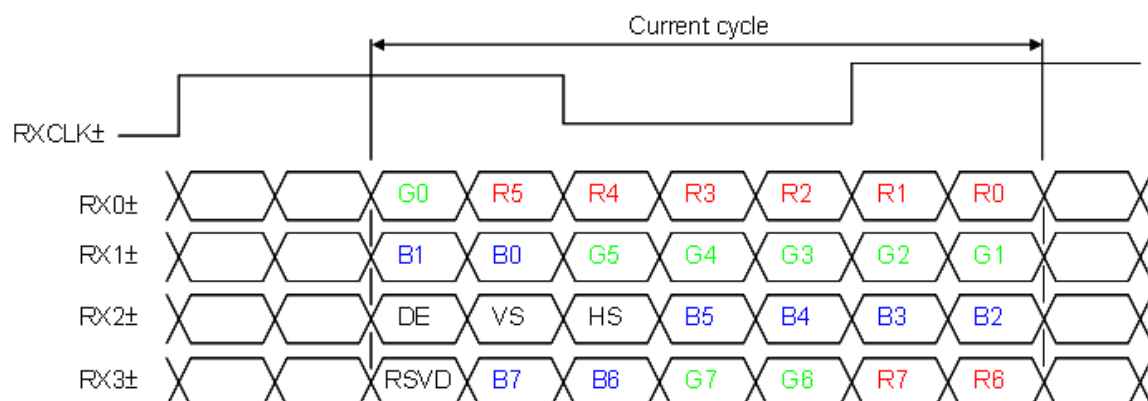 Current cycle
RXCLK±
RX0± G0 R5 R4 R3 R2 R1 R0
RX1± B1 B0 G5 G4 G3 G2 G1
RX2± DE VS HS B5 B4 B3 B2
RX3± RSVD B7 B6 G7 G6 R7 R6